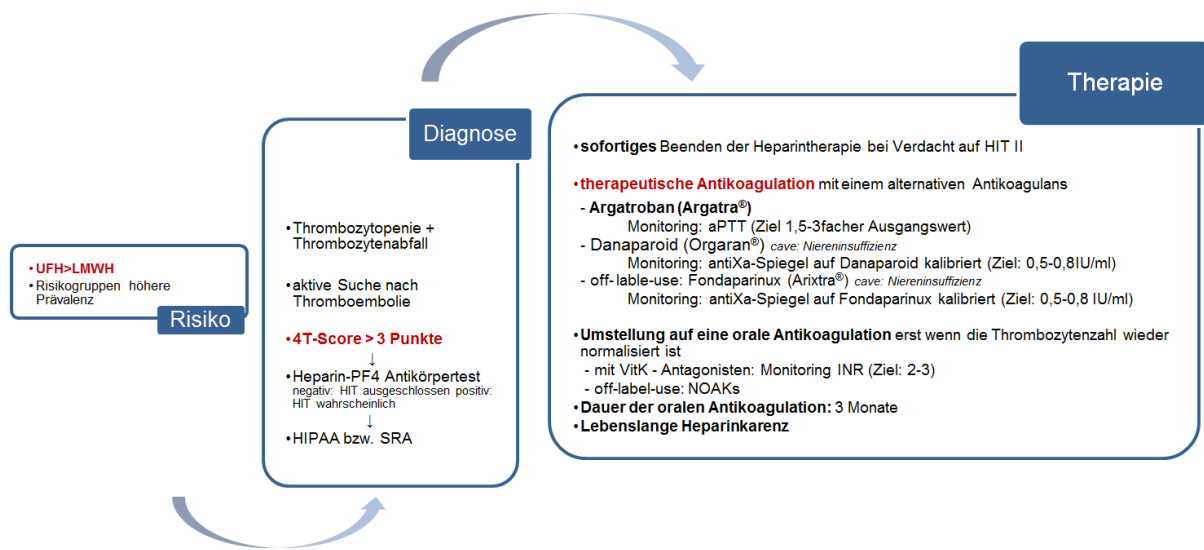 • UFH>LMWH
• Risikogruppen höhere
Prävalenz
Risiko
Diagnose
• Thrombozytopenie +
Thrombozytenabfall
• aktive Suche nach
Thromboembolie
• 4T-Score > 3 Punkte
↓
• Heparin-PF4 Antikörpertest
negativ: HIT ausgeschlossen positiv:
HIT wahrscheinlich
↓
• HIPAA bzw. SRA
Therapie
• sofortiges Beenden der Heparintherapie bei Verdacht auf HIT II
• therapeutische Antikoagulation mit einem alternativen Antikoagulans
- Argatroban (Argatra®)
Monitoring: aPTT (Ziel 1,5-3facher Ausgangswert)
- Danaparoid (Orgaran®) cave: Niereninsuffizienz
Monitoring: antiXa-Spiegel auf Danaparoid kalibriert (Ziel: 0,5-0,8IU/ml)
- off-lable-use: Fondaparinux (Arixtra®) cave: Niereninsuffizienz
Monitoring: antiXa-Spiegel auf Fondaparinux kalibriert (Ziel: 0,5-0,8 IU/ml)
• Umstellung auf eine orale Antikoagulation erst wenn die Thrombozytenzahl wieder
normalisiert ist
- mit VitK - Antagonisten: Monitoring INR (Ziel: 2-3)
- off-label-use: NOAKs
• Dauer der oralen Antikoagulation: 3 Monate
• Lebenslange Heparinkarenz